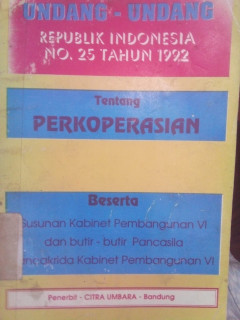 UNDANG - UNDANG
REPUBLIK INDONESIA
NO. 25 TAHUN 1992
Tentang
PERKOPERASIAN
Beserta
Susunan Kabinet Pembangunan VI
dan butir - butir Pancasila
Pancakrida Kabinet Pembangunan VI
Penerbit - CITRA UMBARA - Bandung